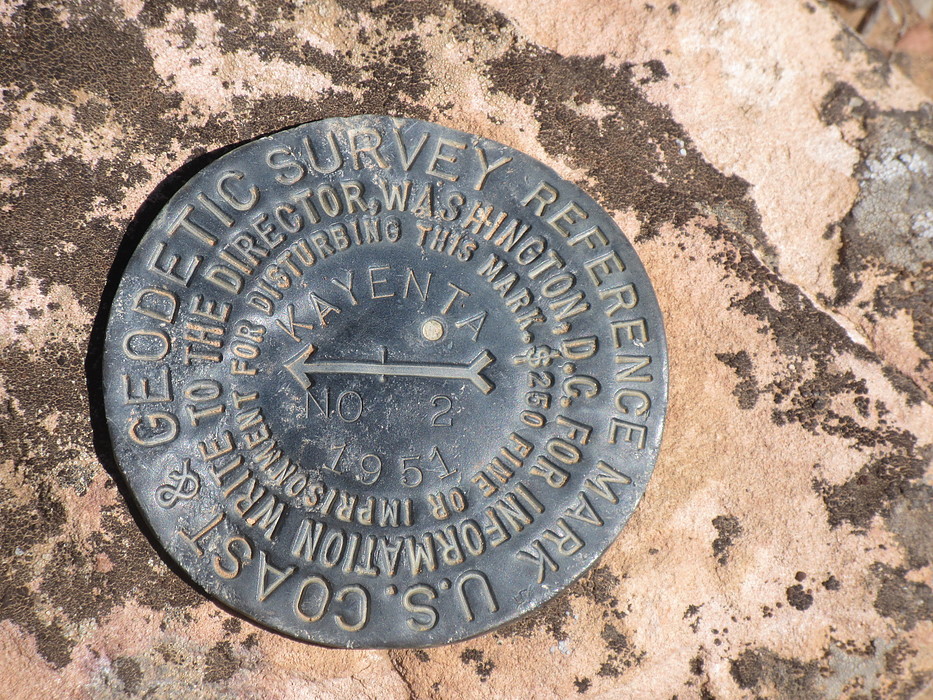 U.S. COAST & GEODETIC SURVEY REFERENCE MARK
FOR INFORMATION WRITE TO THE DIRECTOR, WASHINGTON, D.C.
$250 FINE OR IMPRISONMENT FOR DISTURBING THIS MARK.
KAYENTA
NO 2
1951